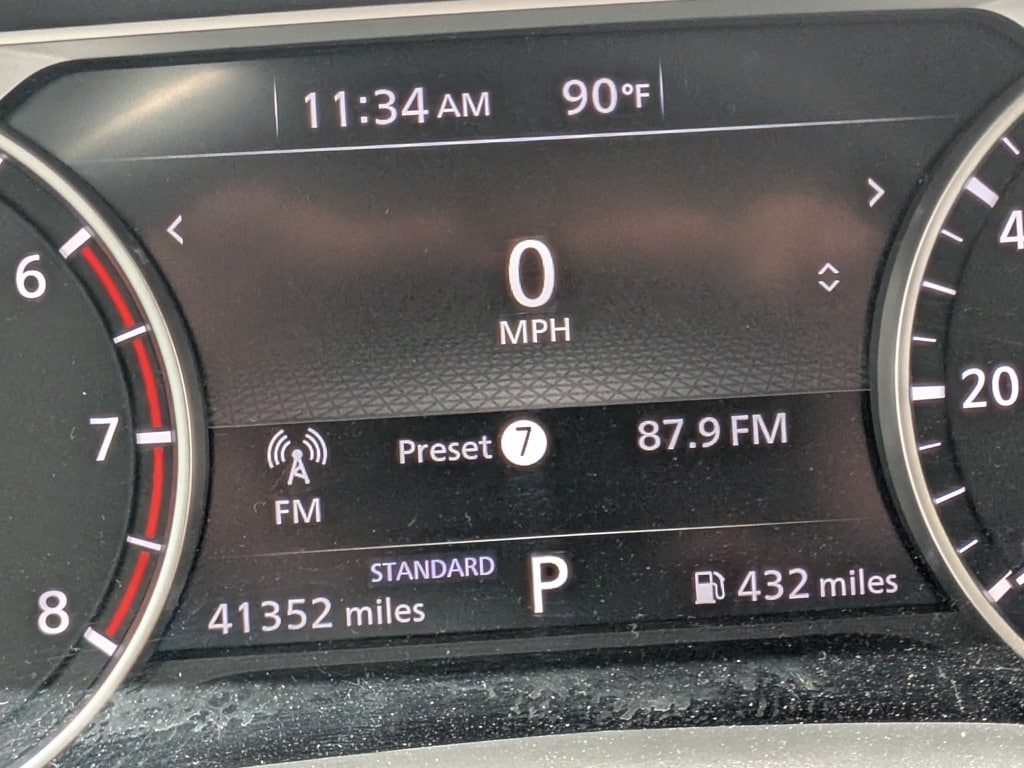 11:34 AM 90°F
0
MPH
6
7
8
4
20
Preset 7 87.9 FM
FM
STANDARD P
41352 miles 432 miles